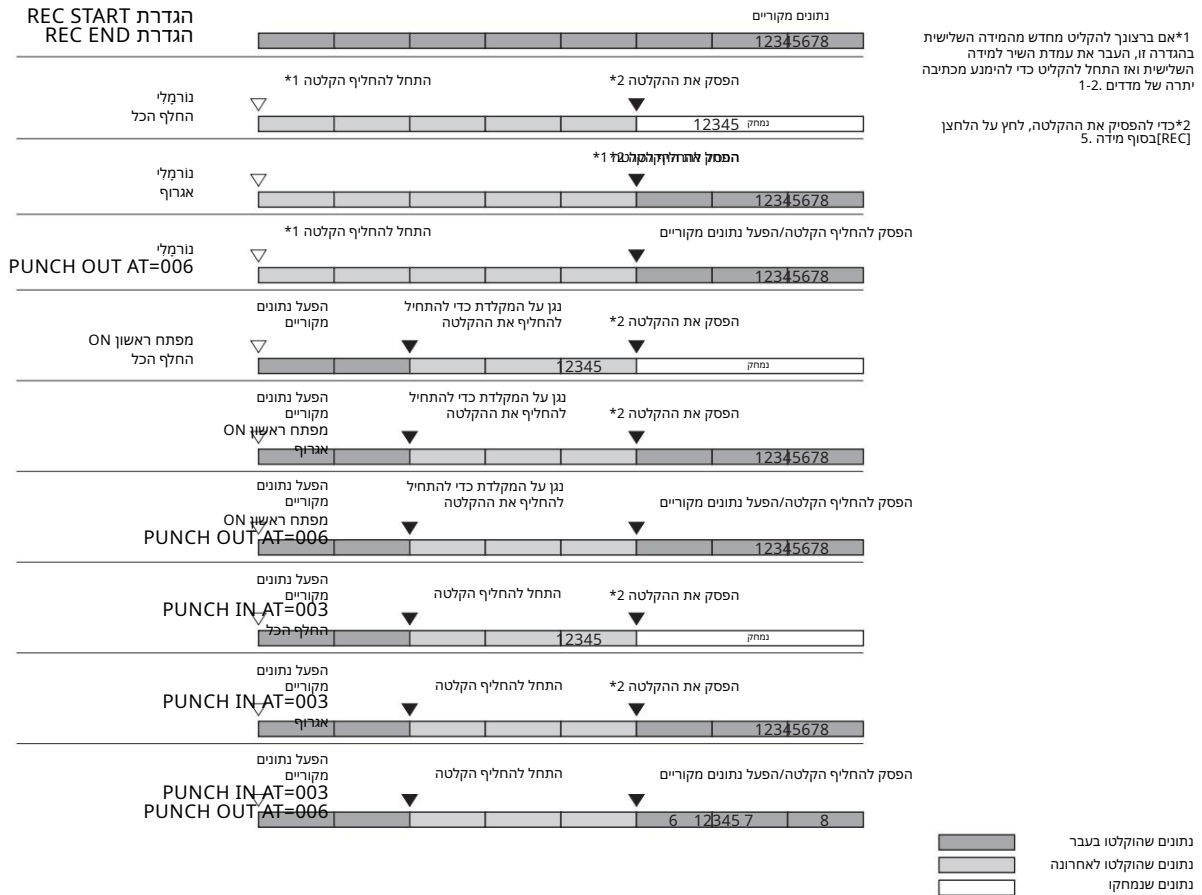 הגדרת REC START
הגדרת REC END
נתונים מקוריים
12345678
*1אם ברצונך להקליט מחדש מהמידה השלישית
בהגדרה זו, העבר את עמדת השיר למידה
השלישית ואז התחל להקליט כדי להימנע מכתיבה
יתרה של מדדים .1-2
*2כדי להפסיק את ההקלטה, לחץ על הלחצן
[REC]בסוף מידה .5
נוֹרמָלִי
החלף הכל
התחל להחליף הקלטה 1*
הפסק את ההקלטה 2*
12345
נמחק
נוֹרמָלִי
אגרוף
12345678
נוֹרמָלִי
PUNCH OUT AT=006
התחל להחליף הקלטה 1*
הפסק להחליף הקלטה/הפעל נתונים מקוריים
12345678
מפתח ראשון ON
החלף הכל
הפעל נתונים
מקוריים
נגן על המקלדת כדי להתחיל
להחליף את ההקלטה
הפסק את ההקלטה 2*
12345
נמחק
הפעל נתונים
מקוריים
מפתח ראשון ON
אגרוף
נגן על המקלדת כדי להתחיל
להחליף את ההקלטה
הפסק את ההקלטה 2*
12345678
הפעל נתונים
מקוריים
מפתח ראשון ON
PUNCH OUT AT=006
נגן על המקלדת כדי להתחיל
להחליף את ההקלטה
הפסק להחליף הקלטה/הפעל נתונים מקוריים
12345678
הפעל נתונים
מקוריים
PUNCH IN AT=003
החלף הכל
התחל להחליף הקלטה
הפסק את ההקלטה 2*
12345
נמחק
הפעל נתונים
מקוריים
PUNCH IN AT=003
אגרוף
התחל להחליף הקלטה
הפסק את ההקלטה 2*
12345678
הפעל נתונים
מקוריים
PUNCH IN AT=003
PUNCH OUT AT=006
התחל להחליף הקלטה
הפסק להחליף הקלטה/הפעל נתונים מקוריים
6 12345 7 8
נתונים שהוקלטו בעבר
נתונים שהוקלטו לאחרונה
נתונים שנמחקו